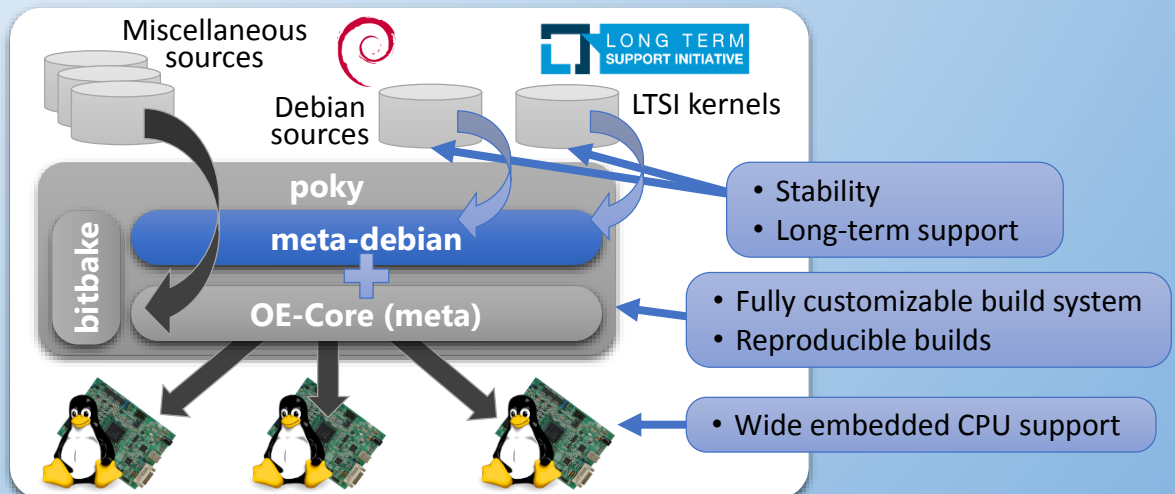 Miscellaneous
sources
Debian
sources
LONG TERM
SUPPORT INITIATIVE
LTSI kernels
poky
bitbake
meta-debian
OE-Core (meta)
• Stability
• Long-term support
• Fully customizable build system
• Reproducible builds
• Wide embedded CPU support